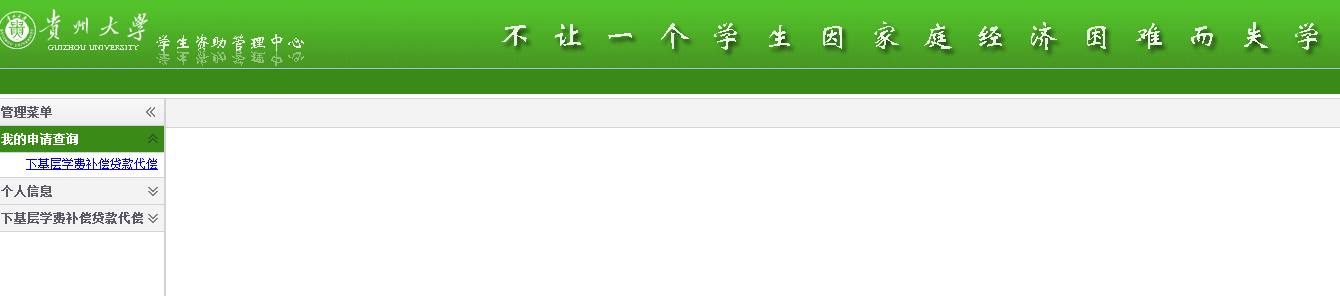 貴州大學
GUIZHOU UNIVERSITY
学生资助管理中心
不让一个学生因家庭经济困难而失学
管理菜单
我的申请查询
下基层学费补偿贷款代偿
个人信息
下基层学费补偿贷款代偿